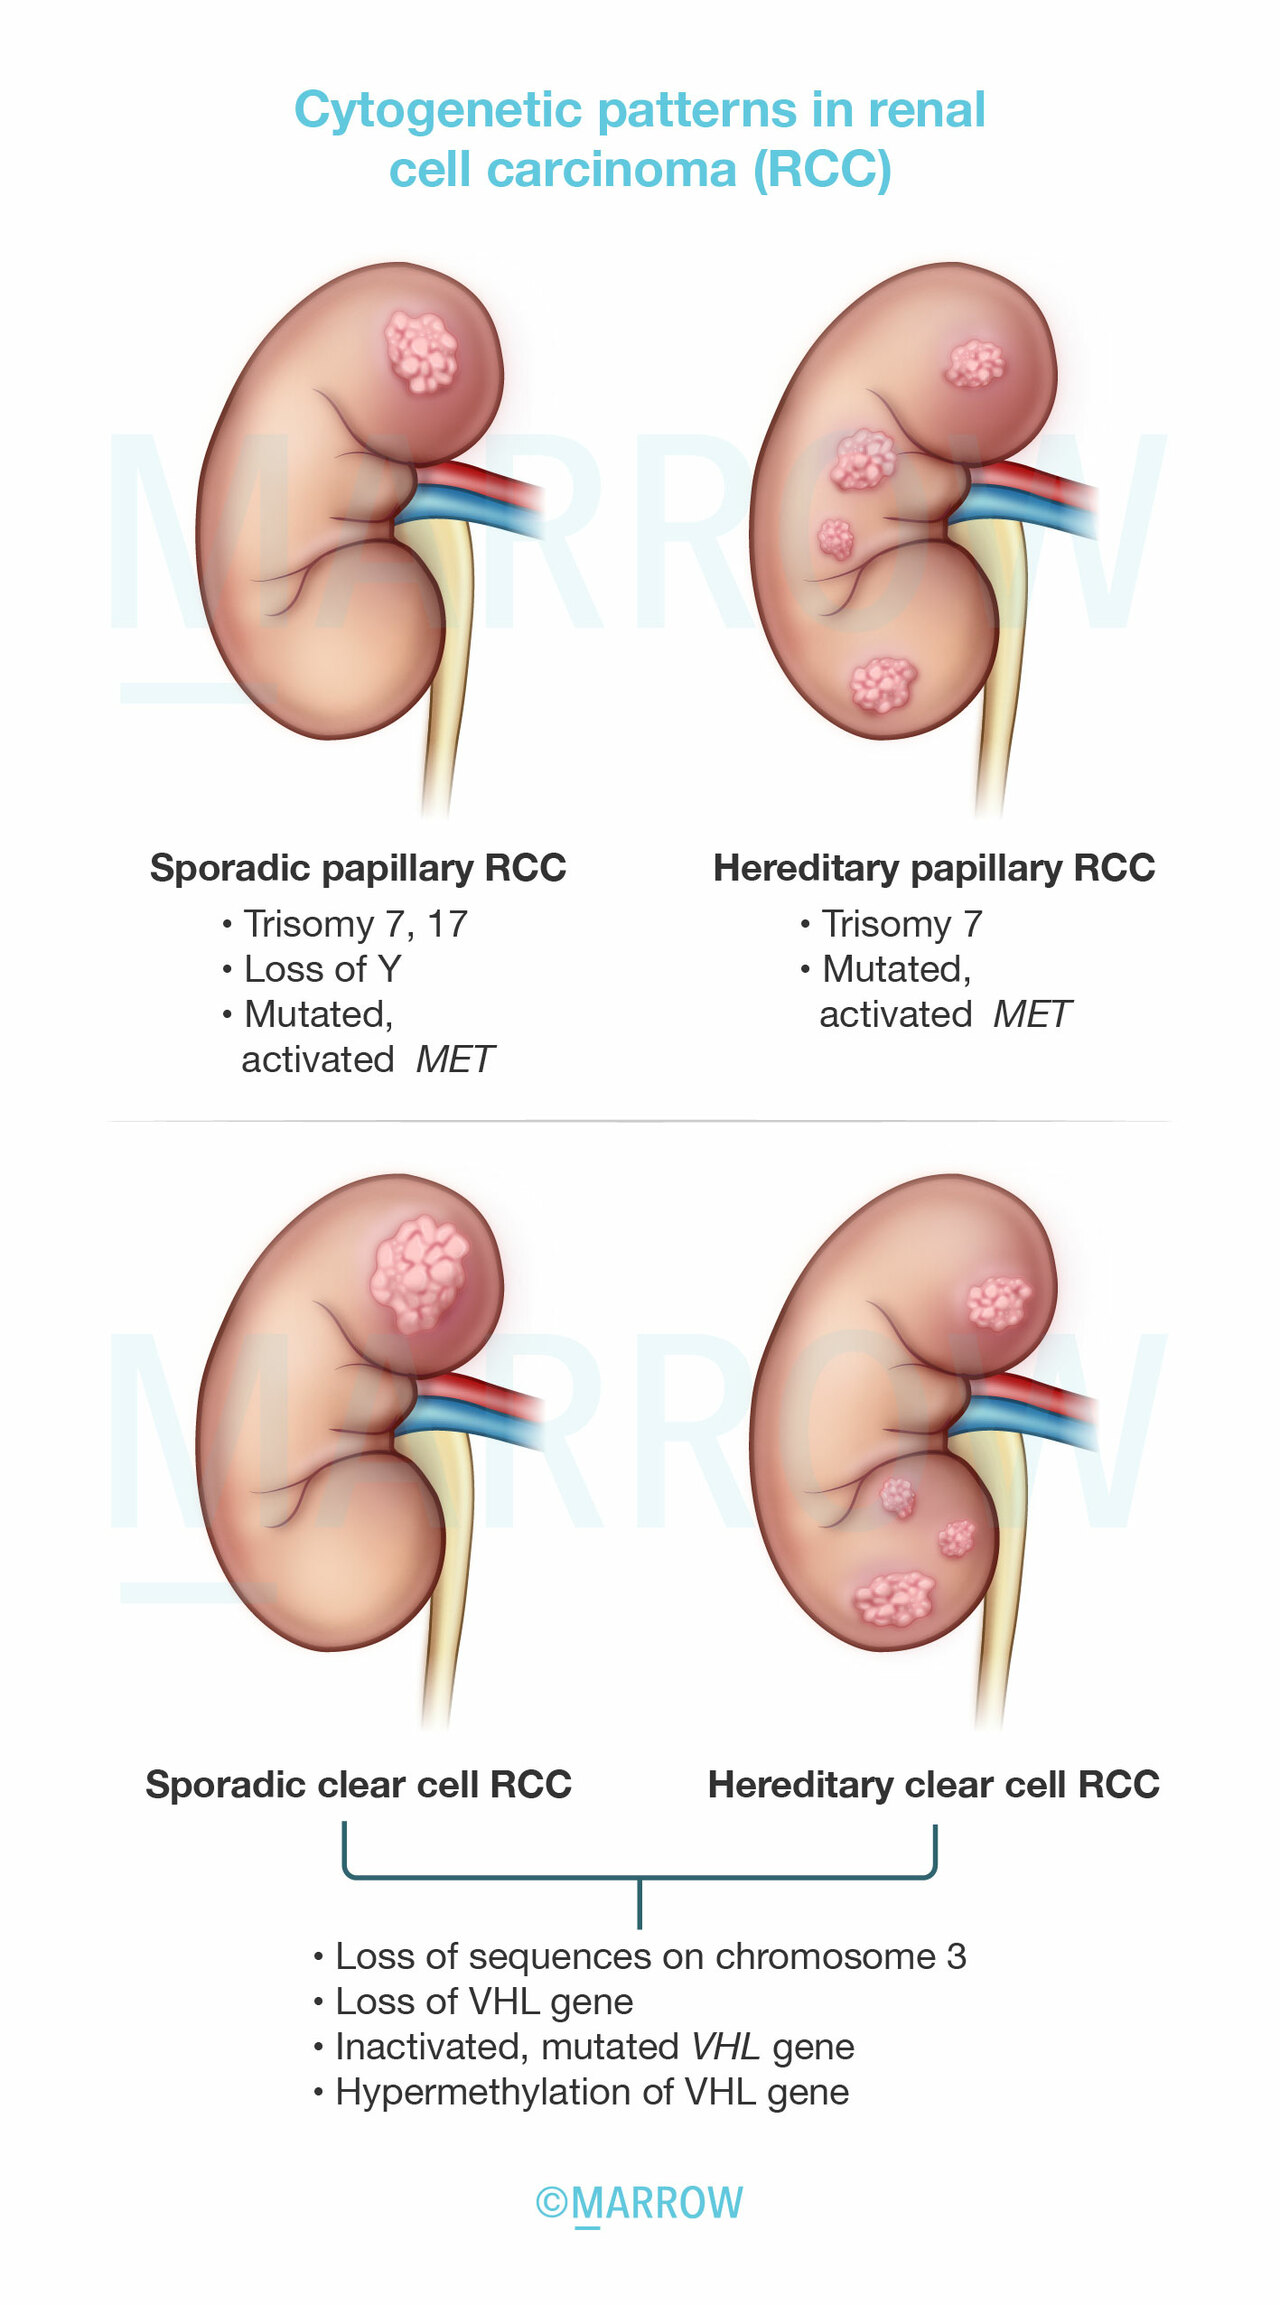 Cytogenetic patterns in renal
cell carcinoma (RCC)
MARROW
Sporadic papillary RCC
• Trisomy 7, 17
• Loss of Y
• Mutated,
activated MET
Hereditary papillary RCC
• Trisomy 7
• Mutated,
activated MET
MARROW
Sporadic clear cell RCC
Hereditary clear cell RCC
• Loss of sequences on chromosome 3
• Loss of VHL gene
• Inactivated, mutated VHL gene
• Hypermethylation of VHL gene
©MARROW